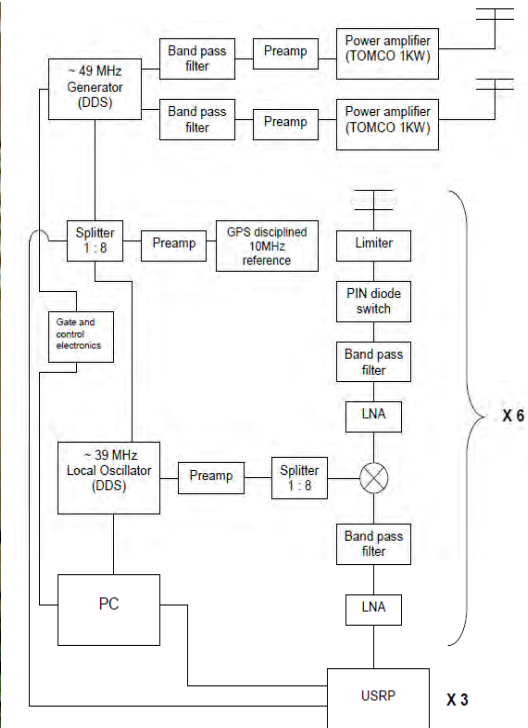 ~ 49 MHz
Generator
(DDS)
Band pass
filter
Preamp
Power amplifier
(TOMCO 1KW)
Band pass
filter
Preamp
Power amplifier
(TOMCO 1KW)
Splitter
1 : 8
Preamp
GPS disciplined
10MHz
reference
Limiter
PIN diode
switch
Gate and
control
electronics
Band pass
filter
LNA
X 6
~ 39 MHz
Local Oscillator
(DDS)
Preamp
Splitter
1 : 8
Band pass
filter
PC
LNA
USRP
X 3